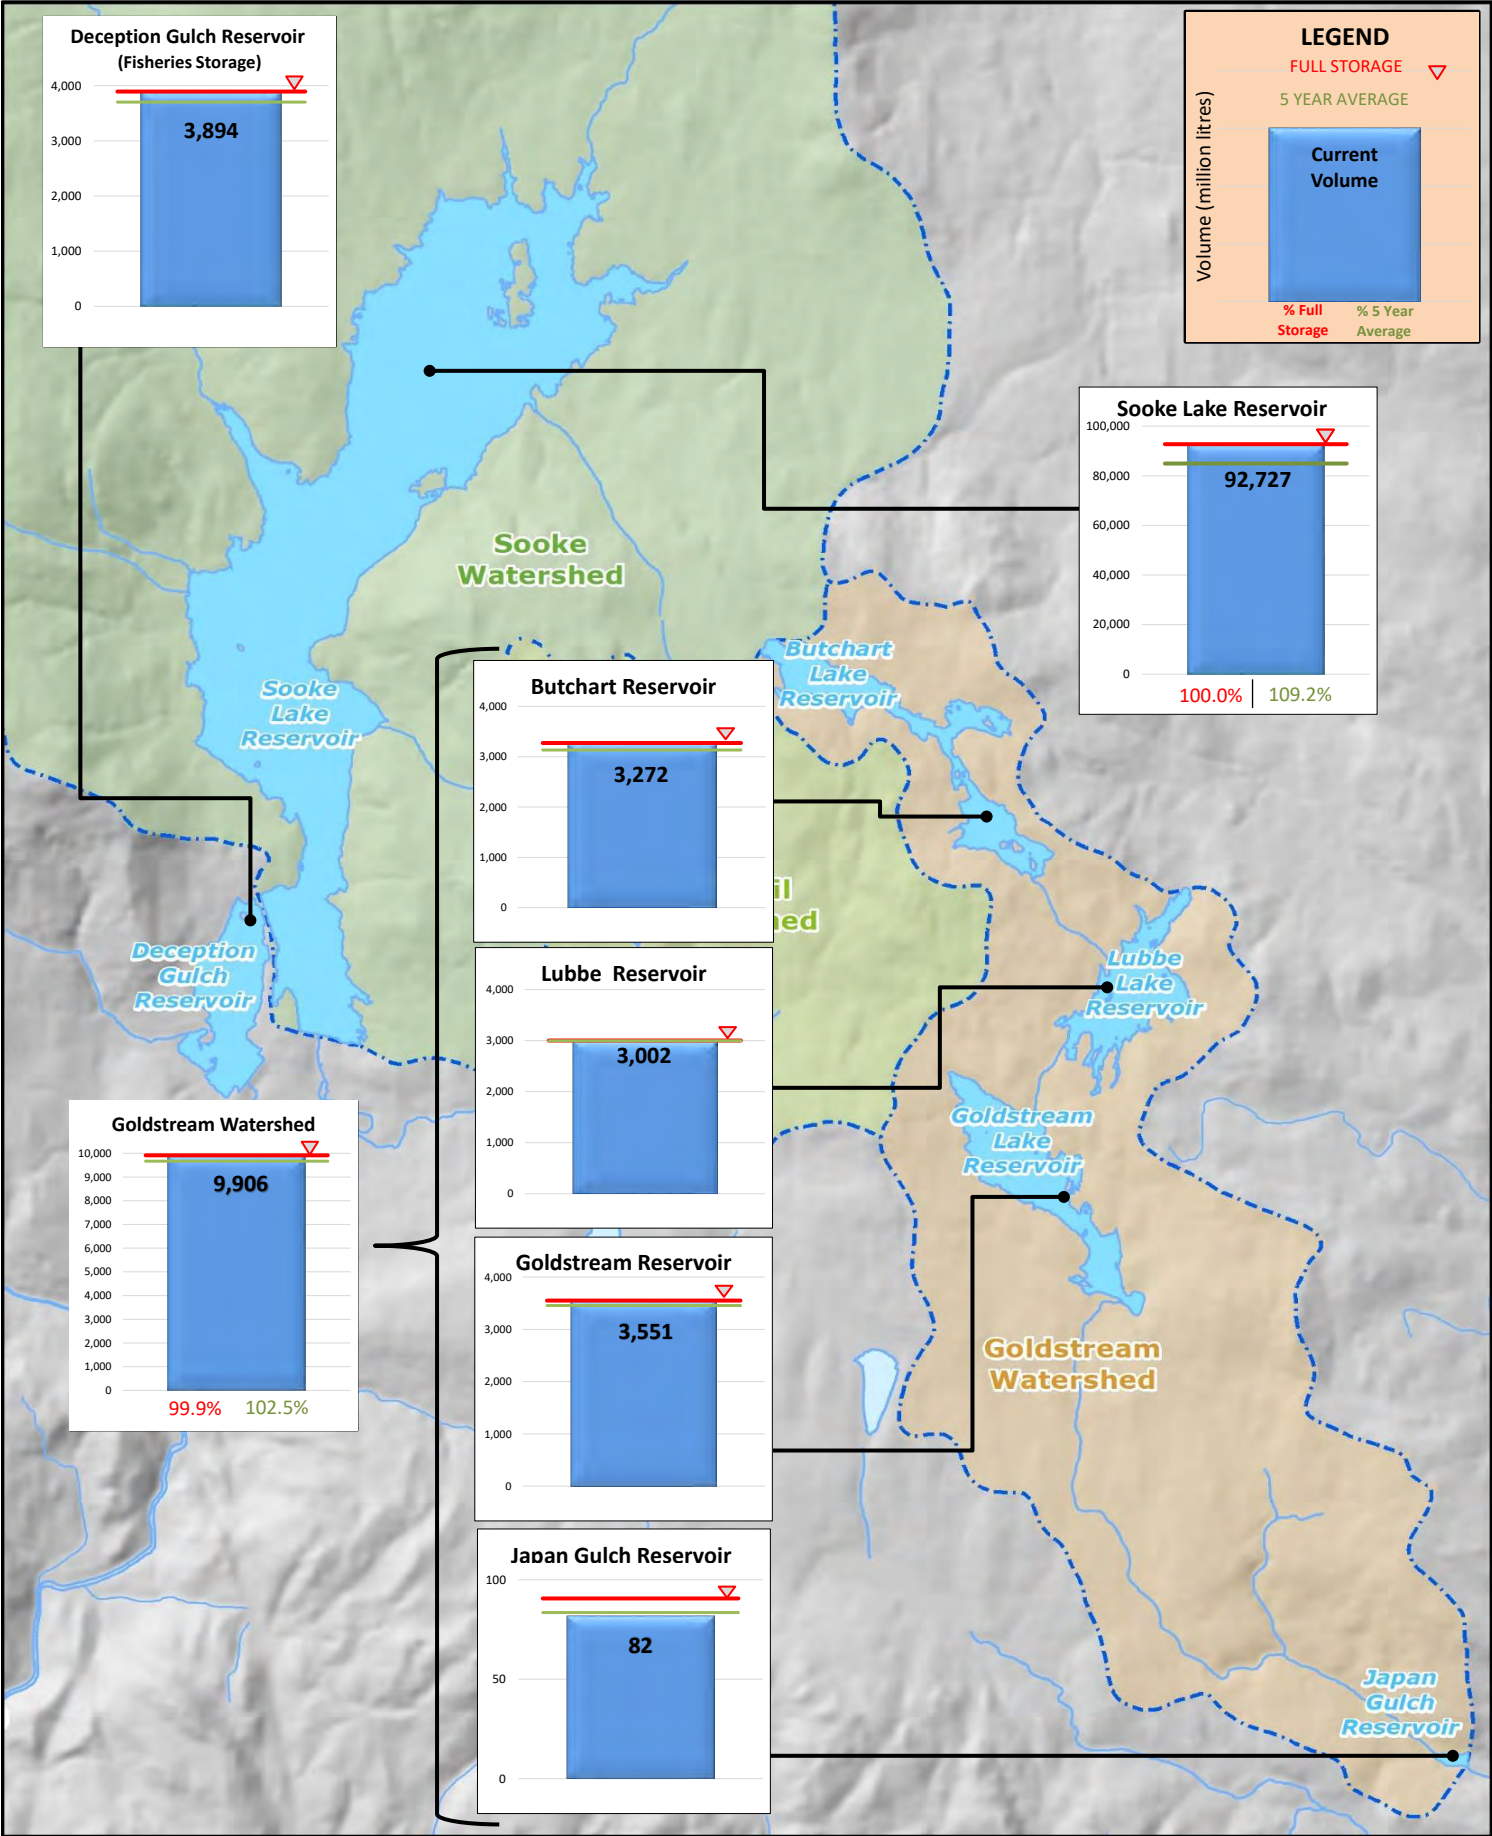 Deception Gulch Reservoir
(Fisheries Storage)
4,000
3,000
2,000
1,000
0
3,894
LEGEND
FULL STORAGE
5 YEAR AVERAGE
Volume (million litres)
Current
Volume
% Full
Storage
% 5 Year
Average
Sooke Lake Reservoir
100,000
80,000
60,000
40,000
20,000
0
92,727
100.0%
109.2%
Sooke
Watershed
Sooke
Lake
Reservoir
Butchart
Lake
Reservoir
Butchart Reservoir
4,000
3,000
2,000
1,000
0
3,272
il
ed
Deception
Gulch
Reservoir
Lubbe Reservoir
4,000
3,000
2,000
1,000
0
3,002
Lubbe
Lake
Reservoir
Goldstream
Lake
Reservoir
Goldstream Watershed
10,000
9,000
8,000
7,000
6,000
5,000
4,000
3,000
2,000
1,000
0
9,906
99.9%
102.5%
Goldstream Reservoir
4,000
3,000
2,000
1,000
0
3,551
Goldstream
Watershed
Japan Gulch Reservoir
100
50
0
82
Japan
Gulch
Reservoir